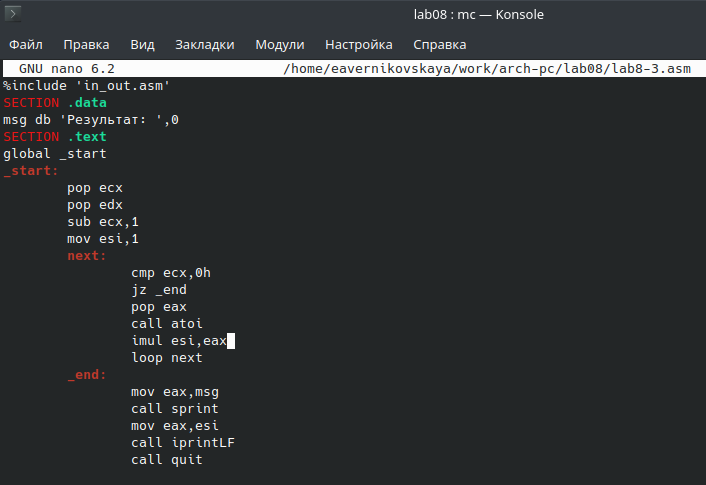 lab08 : mc — Konsole
Файл Правка Вид Закладки Модули Настройка Справка
GNU nano 6.2 /home/eavernikovskaya/work/arch-pc/lab08/lab8-3.asm
%include 'in_out.asm'
SECTION .data
msg db 'Результат: ',0
SECTION .text
global _start
_start:
pop ecx
pop edx
sub ecx,1
mov esi,1
next:
cmp ecx,0h
jz _end
pop eax
call atoi
imul esi,eax
loop next
_end:
mov eax,msg
call sprint
mov eax,esi
call iprintLF
call quit